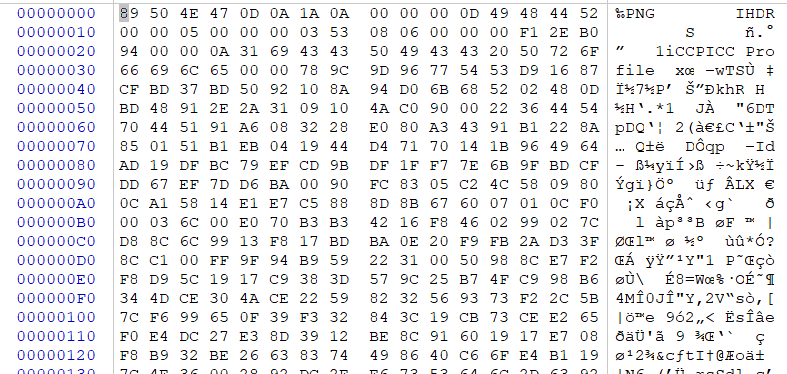 00000000 89 50 4E 47 0D 0A 1A 0A 00 00 00 0D 49 48 44 52 ‰PNG IHDR
00000010 00 00 05 00 00 00 03 53 08 06 00 00 00 F1 2E B0 S ñ.°
00000020 94 00 00 0A 31 69 43 43 50 49 43 43 20 50 72 6F ” 1iCCPICC Pro
00000030 66 69 6C 65 00 00 78 9C 9D 96 77 54 53 D9 16 87 file xœ –wTSÙ ‡
00000040 CF BD 37 BD 50 92 10 8A 94 D0 6B 68 52 02 48 0D Ï½7½P’ Š”ÐkhR H
00000050 BD 48 91 2E 2A 31 09 10 4A C0 90 00 22 36 44 54 ½H‘.*1 JÀ "6DT
00000060 70 44 51 91 A6 08 32 28 E0 80 A3 43 91 B1 22 8A pDQ‘¦ 2(à€£C‘±"Š
00000070 85 01 51 B1 EB 04 19 44 D4 71 70 14 1B 96 49 64 … Q±ë DÔqp –Id
00000080 AD 19 DF BC 79 EF CD 9B DF 1F F7 7E 6B 9F BD CF - ß¼yïÍ›ß ÷~kŸ½Ï
00000090 DD 67 EF 7D D6 BA 00 90 FC 83 05 C2 4C 58 09 80 Ýgï}Öº üƒ ÂLX €
000000A0 0C A1 58 14 E1 E7 C5 88 8D 8B 67 60 07 01 0C F0 ¡X áçÅˆ ‹g` ð
000000B0 03 6C 00 E0 70 B3 B3 42 16 F8 46 02 99 02 7C l àp³³B øF ™ |
000000C0 D8 8C 6C 99 13 F8 17 BD BA 0E 20 F9 FB 2A D3 3F ØŒl™ ø ½º ùû*Ó?
000000D0 8C C1 00 FF 9F 94 B9 59 22 31 00 50 98 8C E7 F2 ŒÁ ÿŸ”¹Y"1 P˜Œçò
000000E0 F8 D9 5C 19 17 C9 38 3D 57 9C 25 B7 4F C9 98 B6 øÙ\ É8=Wœ%·OÉ˜¶
000000F0 34 4D CE 30 4A CE 22 59 82 32 56 93 73 F2 2C 5B 4MÎ0JÎ"Y‚2V“sò,[
00000100 7C F6 99 65 0F 39 F3 32 84 3C 19 CB 73 CE E2 65 |ö™e 9ó2„< ËsÎâe
00000110 F0 E4 DC 27 E3 8D 39 12 BE 8C 91 60 19 17 E7 08 ðäÜ'ã 9 ¾Œ‘` ç
00000120 F8 B9 32 BE 26 63 83 74 49 86 40 C6 6F E4 B1 19 ø¹2¾&cƒtI†@Æoä±